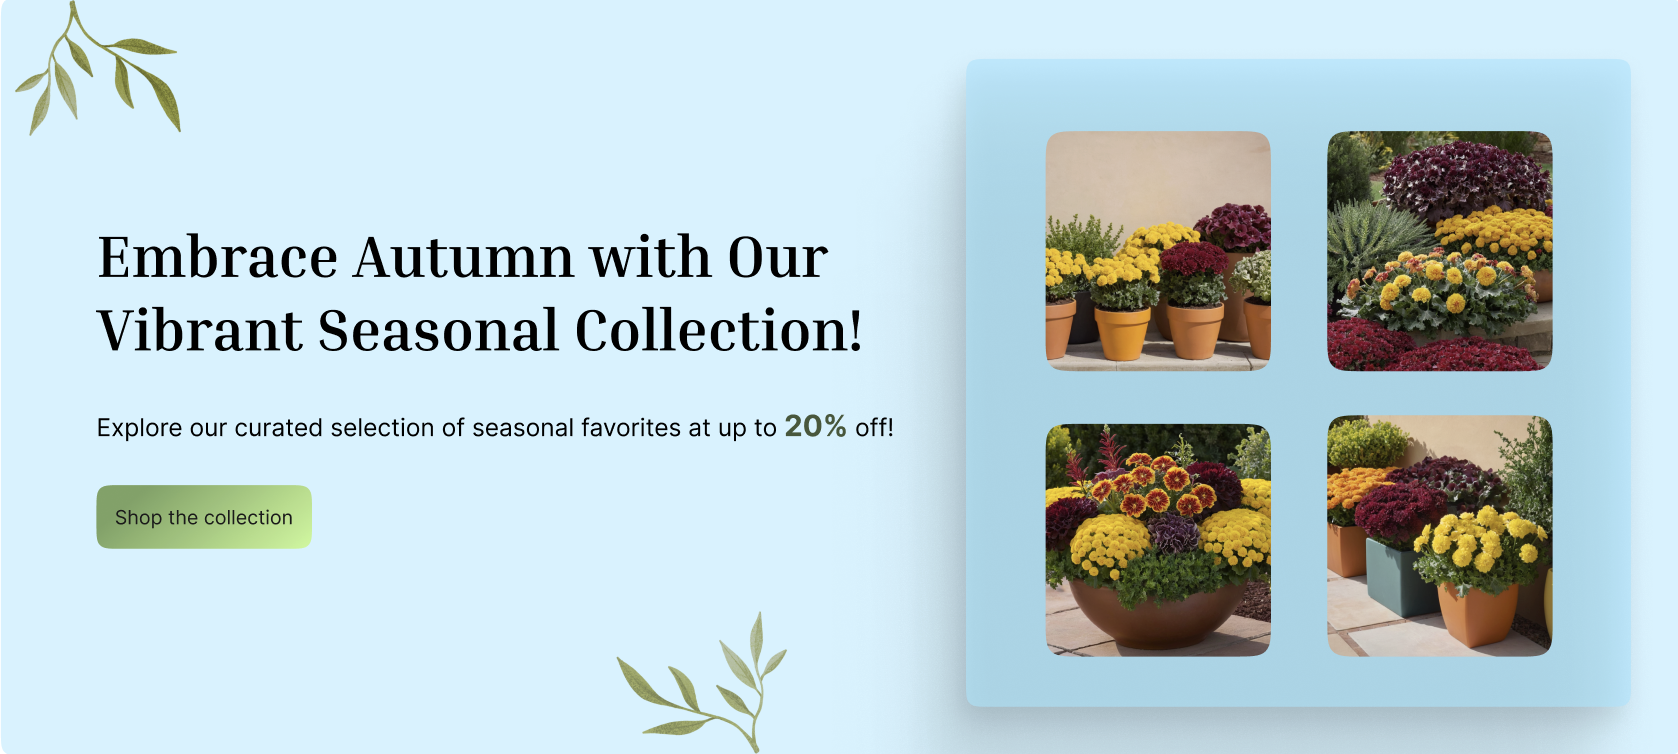 Embrace Autumn with Our
Vibrant Seasonal Collection!
Explore our curated selection of seasonal favorites at up to 20% off!
Shop the collection